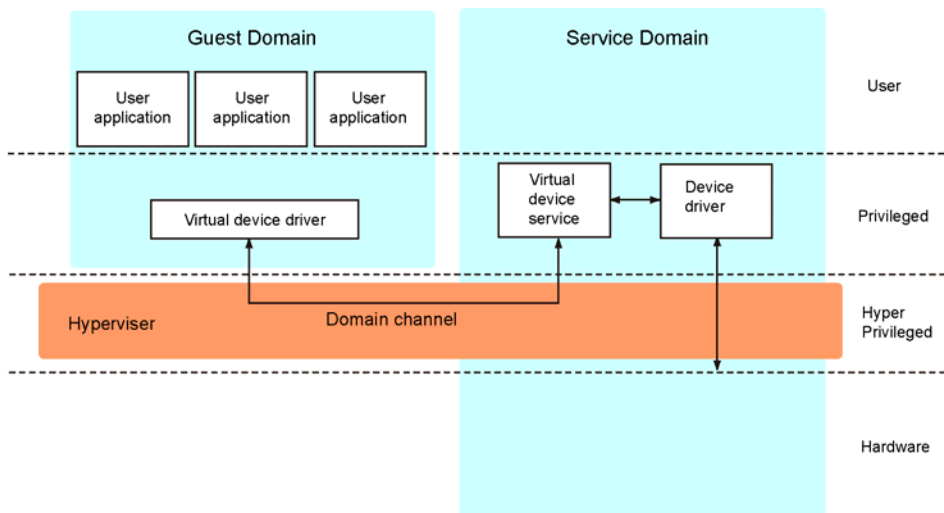 Guest Domain
Service Domain
User
application
User
application
User
application
User
Virtual device driver
Virtual
device
service
Device
driver
Privileged
Hyperviser
Domain channel
Hyper
Privileged
Hardware